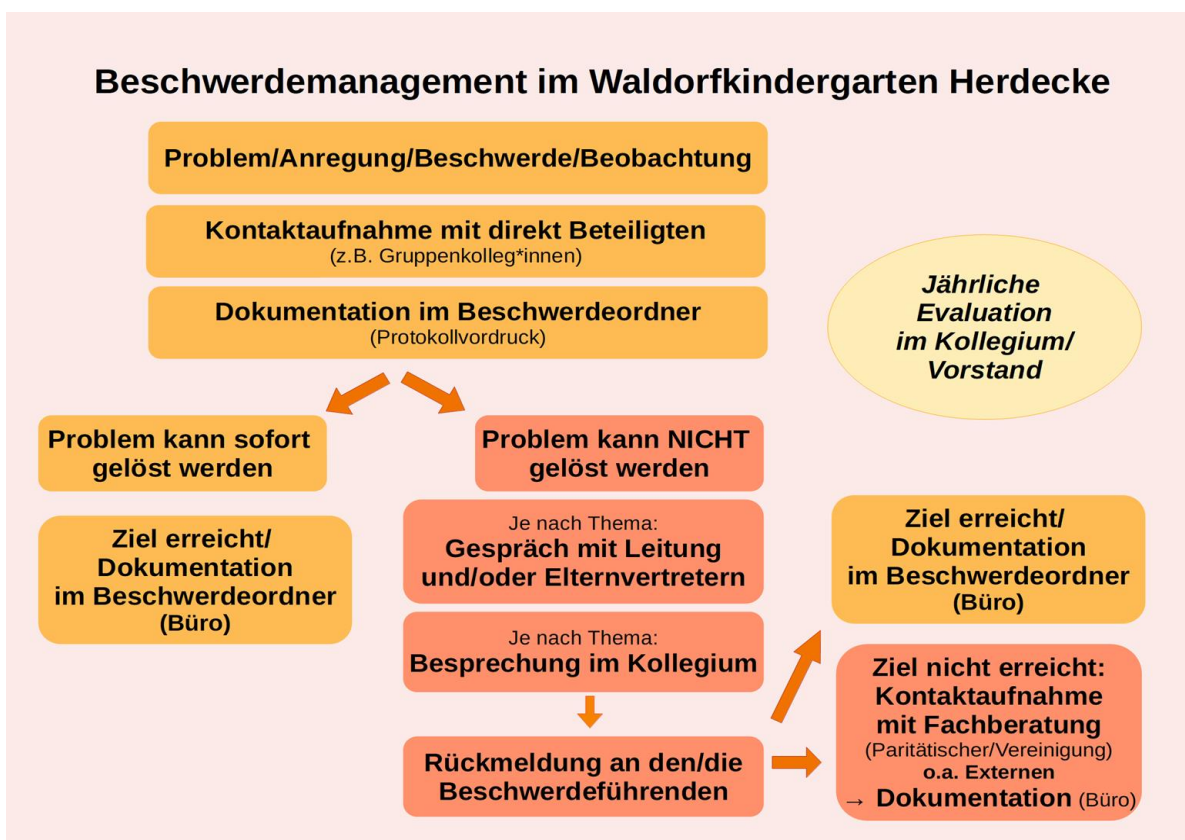 Beschwerdemanagement im Waldorfkindergarten Herdecke
Problem/Anregung/Beschwerde/Beobachtung
Kontaktaufnahme mit direkt Beteiligten
(z.B. Gruppenkolleg*innen)
Dokumentation im Beschwerdeordner
(Protokollvordruck)
Jährliche
Evaluation
im Kollegium/
Vorstand
Problem kann sofort
gelöst werden
Ziel erreicht/
Dokumentation
im Beschwerdeordner
(Büro)
Problem kann NICHT
gelöst werden
Je nach Thema:
Gespräch mit Leitung
und/oder Elternvertretern
Je nach Thema:
Besprechung im Kollegium
Rückmeldung an den/die
Beschwerdeführenden
Ziel erreicht/
Dokumentation
im Beschwerdeordner
(Büro)
Ziel nicht erreicht:
Kontaktaufnahme
mit Fachberatung
(Paritätischer/Vereinigung)
o.a. Externen
→ Dokumentation (Büro)